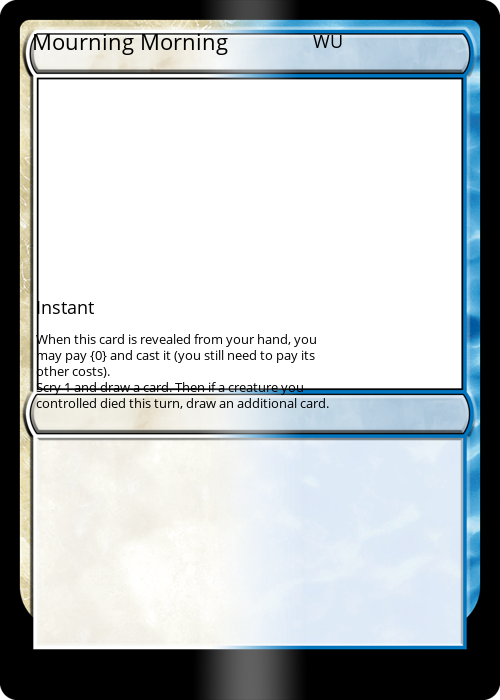 Mourning Morning WU
Instant
When this card is revealed from your hand, you
may pay {0} and cast it (you still need to pay its
other costs).
Scry 1 and draw a card. Then if a creature you
controlled died this turn, draw an additional card.